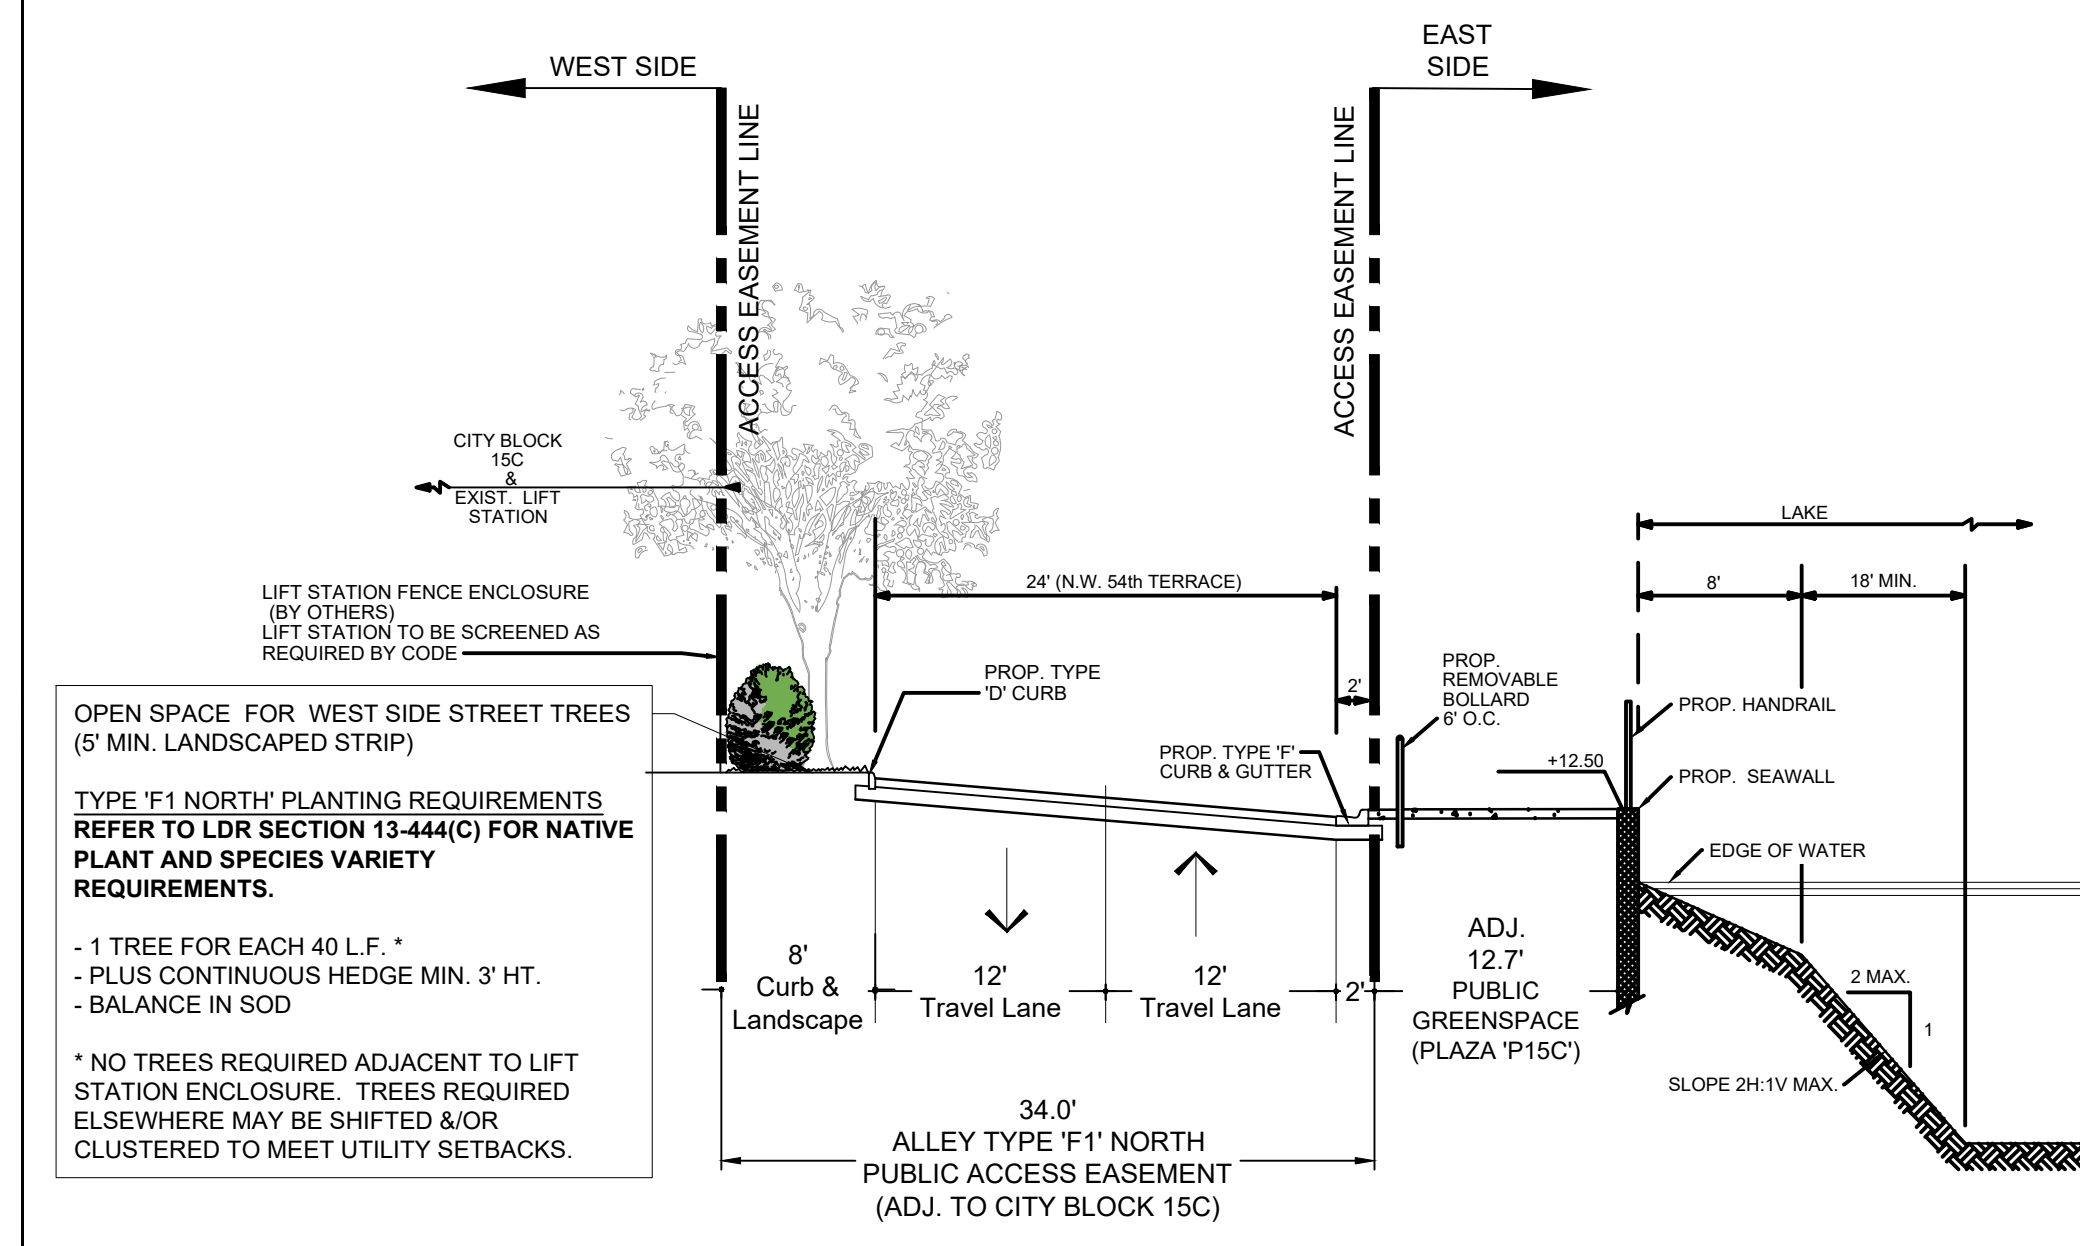 WEST SIDE
EAST
SIDE
ACCESS EASEMENT LINE
ACCESS EASEMENT LINE
CITY BLOCK
15C
&
EXIST. LIFT
STATION
LAKE
LIFT STATION FENCE ENCLOSURE
(BY OTHERS)
LIFT STATION TO BE SCREENED AS
REQUIRED BY CODE
24' (N.W. 54th TERRACE)
8'
18' MIN.
PROP. TYPE
'D' CURB
2'
PROP.
REMOVABLE
BOLLARD
6' O.C.
PROP. HANDRAIL
PROP. TYPE 'F'
CURB & GUTTER
+12.50
PROP. SEAWALL
EDGE OF WATER
OPEN SPACE FOR WEST SIDE STREET TREES
(5' MIN. LANDSCAPED STRIP)
TYPE 'F1 NORTH' PLANTING REQUIREMENTS
REFER TO LDR SECTION 13-444(C) FOR NATIVE
PLANT AND SPECIES VARIETY
REQUIREMENTS.
- 1 TREE FOR EACH 40 L.F. *
- PLUS CONTINUOUS HEDGE MIN. 3' HT.
- BALANCE IN SOD
* NO TREES REQUIRED ADJACENT TO LIFT
STATION ENCLOSURE. TREES REQUIRED
ELSEWHERE MAY BE SHIFTED &/OR
CLUSTERED TO MEET UTILITY SETBACKS.
8'
Curb &
Landscape
12'
Travel Lane
12'
Travel Lane
2'
ADJ.
12.7'
PUBLIC
GREENSPACE
(PLAZA 'P15C')
2 MAX.
1
SLOPE 2H:1V MAX.
34.0'
ALLEY TYPE 'F1' NORTH
PUBLIC ACCESS EASEMENT
(ADJ. TO CITY BLOCK 15C)